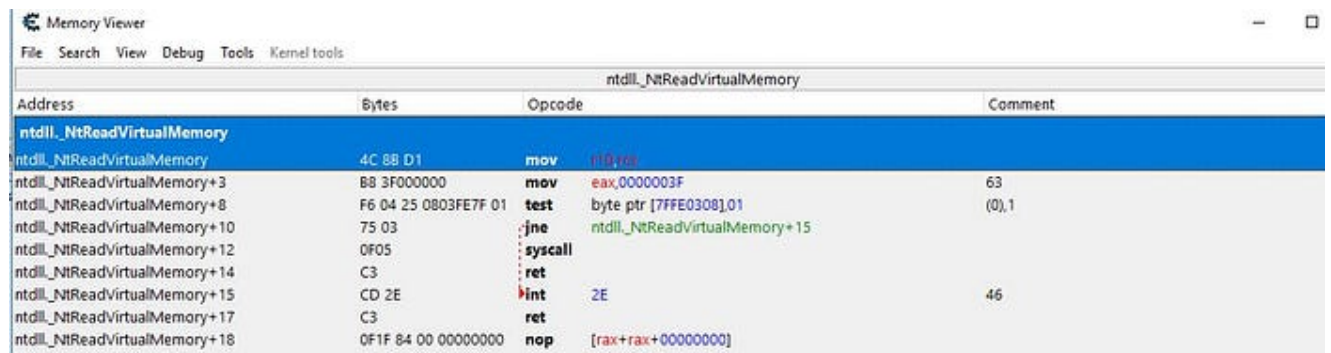 Memory Viewer
File Search View Debug Tools Kernel tools
ntdll._NtReadVirtualMemory
Address Bytes Opcode Comment
ntdll._NtReadVirtualMemory
ntdll._NtReadVirtualMemory 4C 8B D1 mov r10,rcx
ntdll._NtReadVirtualMemory+3 B8 3F000000 mov eax,0000003F 63
ntdll._NtReadVirtualMemory+8 F6 04 25 0803FE7F 01 test byte ptr [7FFE0308],01 (0),1
ntdll._NtReadVirtualMemory+10 75 03 jne ntdll._NtReadVirtualMemory+15
ntdll._NtReadVirtualMemory+12 0F05 syscall
ntdll._NtReadVirtualMemory+14 C3 ret
ntdll._NtReadVirtualMemory+15 CD 2E int 2E 46
ntdll._NtReadVirtualMemory+17 C3 ret
ntdll._NtReadVirtualMemory+18 0F1F 84 00 00000000 nop [rax+rax+00000000]